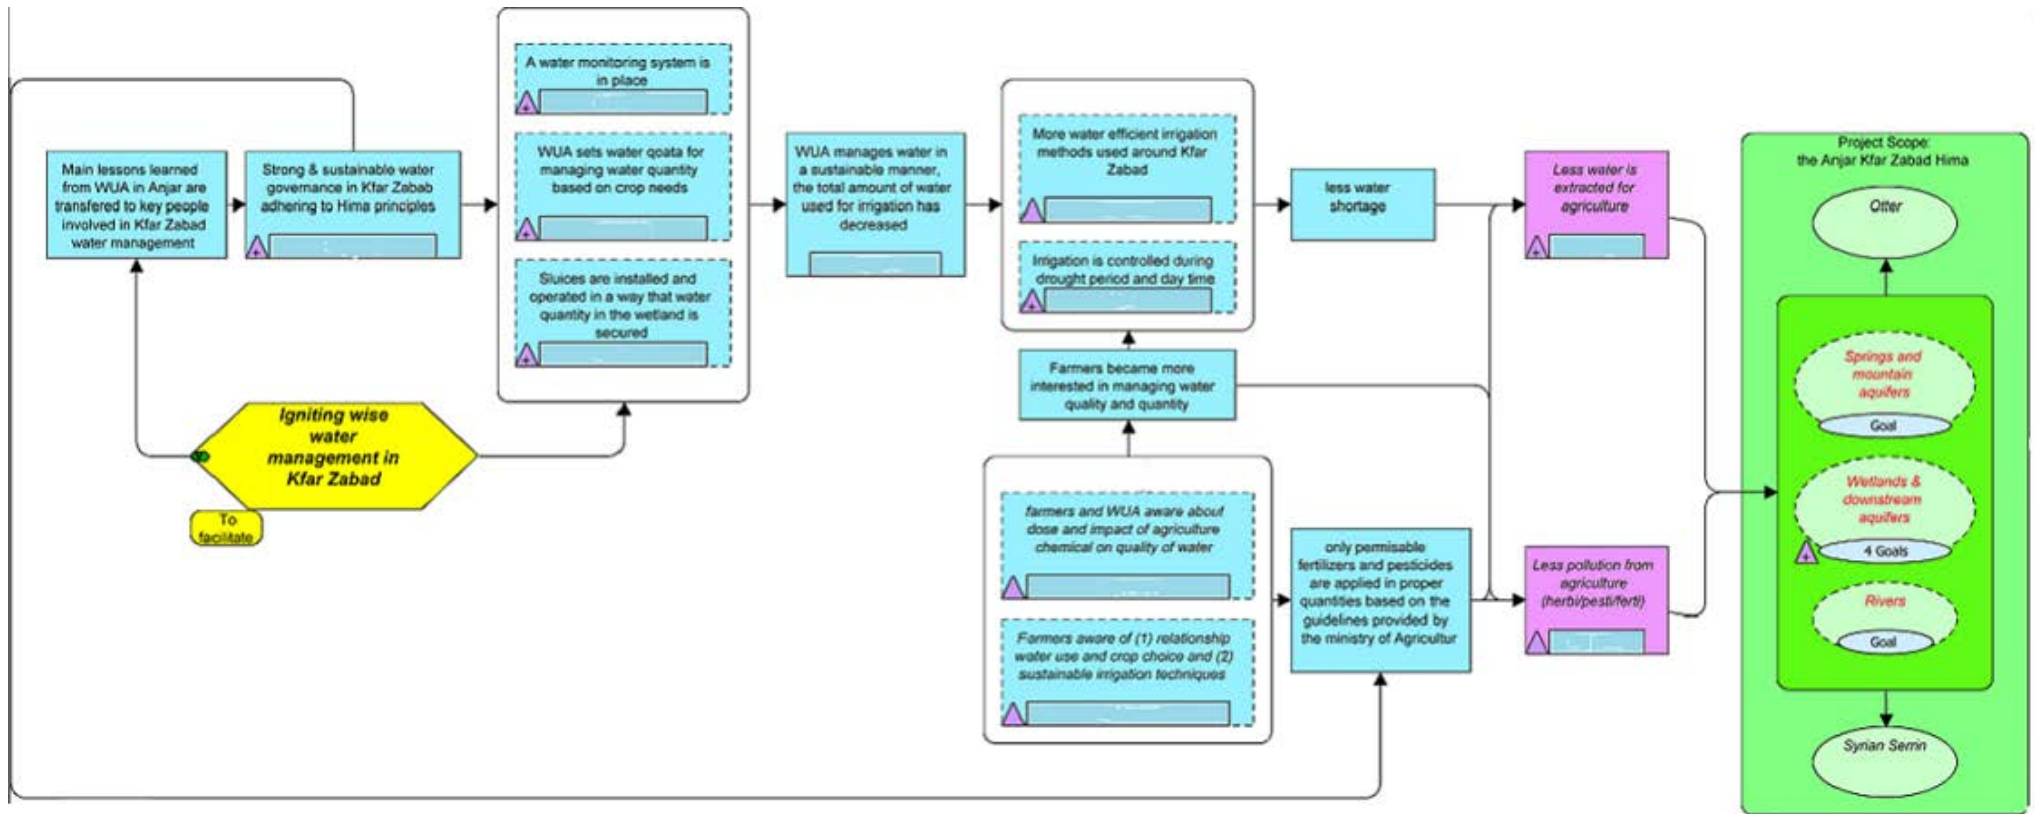 Main lessons learned
from WUA in Anjar are
transfered to key people
involved in Kfar Zabad
water management
Strong & sustainable water
governance in Kfar Zabab
adhering to Hima principles
A water monitoring system is
in place
WUA sets water qoata for
managing water quantity
based on crop needs
Sluices are installed and
operated in a way that water
quantity in the wetland is
secured
Igniting wise
water
management in
Kfar Zabad
To
facilitate
WUA manages water in
a sustainable manner,
the total amount of water
used for irrigation has
decreased
More water efficient irrigation
methods used around Kfar
Zabad
Irrigation is controlled during
drought period and day time
Farmers became more
interested in managing water
quality and quantity
farmers and WUA aware about
dose and impact of agriculture
chemical on quality of water
Farmers aware of (1) relationship
water use and crop choice and (2)
sustainable irrigation techniques
less water
shortage
only permisable
fertilizers and pesticides
are applied in proper
quantities based on the
guidelines provided by
the ministry of Agricultur
Less water is
extracted for
agriculture
Less pollution from
agriculture
(herbi/pesti/ferti)
Project Scope:
the Anjar Kfar Zabad Hima
Otter
Springs and
mountain
aquifers
Goal
Wetlands &
downstream
aquifers
4 Goals
Rivers
Goal
Syrian Serrin